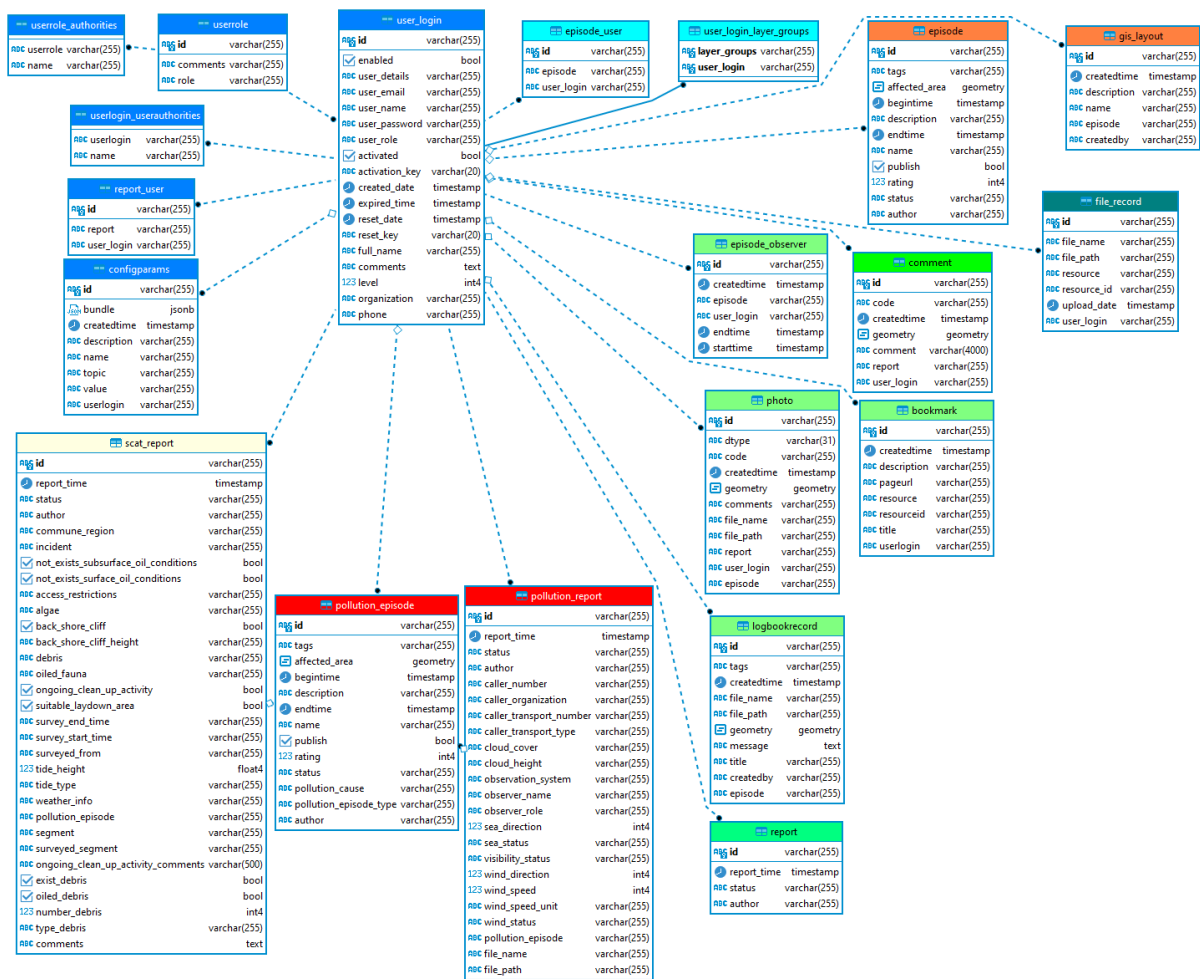 userrole_authorities
userrole varchar(255)
name varchar(255)
userrole
id varchar(255)
comments varchar(255)
role varchar(255)
user_login
id varchar(255)
enabled bool
user_details varchar(255)
user_email varchar(255)
user_name varchar(255)
user_password varchar(255)
user_role varchar(255)
activated bool
activation_key varchar(20)
created_date timestamp
expired_time timestamp
reset_date timestamp
reset_key varchar(20)
full_name varchar(255)
comments text
level int4
organization varchar(255)
phone varchar(255)
episode_user
id varchar(255)
episode varchar(255)
user_login varchar(255)
user_login_layer_groups
layer_groups varchar(255)
user_login varchar(255)
episode
id varchar(255)
tags varchar(255)
affected_area geometry
begintime timestamp
description varchar(255)
endtime timestamp
name varchar(255)
publish bool
rating int4
status varchar(255)
author varchar(255)
gis_layout
id varchar(255)
createdtime timestamp
description varchar(255)
name varchar(255)
episode varchar(255)
createdby varchar(255)
userlogin_userauthorities
userlogin varchar(255)
name varchar(255)
report_user
id varchar(255)
report varchar(255)
user_login varchar(255)
configparams
id varchar(255)
bundle jsonb
createdtime timestamp
description varchar(255)
name varchar(255)
topic varchar(255)
value varchar(255)
userlogin varchar(255)
file_record
id varchar(255)
file_name varchar(255)
file_path varchar(255)
resource varchar(255)
resource_id varchar(255)
upload_date timestamp
user_login varchar(255)
episode_observer
id varchar(255)
createdtime timestamp
episode varchar(255)
user_login varchar(255)
endtime timestamp
starttime timestamp
comment
id varchar(255)
code varchar(255)
createdtime timestamp
geometry geometry
comment varchar(4000)
report varchar(255)
user_login varchar(255)
photo
id varchar(255)
dtype varchar(31)
code varchar(255)
createdtime timestamp
geometry geometry
comments varchar(255)
file_name varchar(255)
file_path varchar(255)
report varchar(255)
user_login varchar(255)
episode varchar(255)
bookmark
id varchar(255)
createdtime timestamp
description varchar(255)
pageurl varchar(255)
resource varchar(255)
resourceid varchar(255)
title varchar(255)
userlogin varchar(255)
scat_report
id varchar(255)
report_time timestamp
status varchar(255)
author varchar(255)
commune_region varchar(255)
incident varchar(255)
not_exists_subsurface_oil_conditions bool
not_exists_surface_oil_conditions bool
access_restrictions varchar(255)
algae varchar(255)
back_shore_cliff bool
back_shore_cliff_height varchar(255)
debris varchar(255)
oiled_fauna varchar(255)
ongoing_clean_up_activity bool
suitable_laydown_area bool
survey_end_time varchar(255)
survey_start_time varchar(255)
surveyed_from varchar(255)
tide_height float4
tide_type varchar(255)
weather_info varchar(255)
pollution_episode varchar(255)
segment varchar(255)
surveyed_segment varchar(255)
ongoing_clean_up_activity_comments varchar(500)
exist_debris bool
oiled_debris bool
number_debris int4
type_debris varchar(255)
comments text
pollution_episode
id varchar(255)
tags varchar(255)
affected_area geometry
begintime timestamp
description varchar(255)
endtime timestamp
name varchar(255)
publish bool
rating int4
status varchar(255)
pollution_cause varchar(255)
pollution_episode_type varchar(255)
author varchar(255)
pollution_report
id varchar(255)
report_time timestamp
status varchar(255)
author varchar(255)
caller_number varchar(255)
caller_organization varchar(255)
caller_transport_number varchar(255)
caller_transport_type varchar(255)
cloud_cover varchar(255)
cloud_height varchar(255)
observation_system varchar(255)
observer_name varchar(255)
observer_role varchar(255)
sea_direction int4
sea_status varchar(255)
visibility_status varchar(255)
wind_direction int4
wind_speed int4
wind_speed_unit varchar(255)
wind_status varchar(255)
pollution_episode varchar(255)
file_name varchar(255)
file_path varchar(255)
logbookrecord
id varchar(255)
tags varchar(255)
createdtime timestamp
file_name varchar(255)
file_path varchar(255)
geometry geometry
message text
title varchar(255)
createdby varchar(255)
episode varchar(255)
report
id varchar(255)
report_time timestamp
status varchar(255)
author varchar(255)